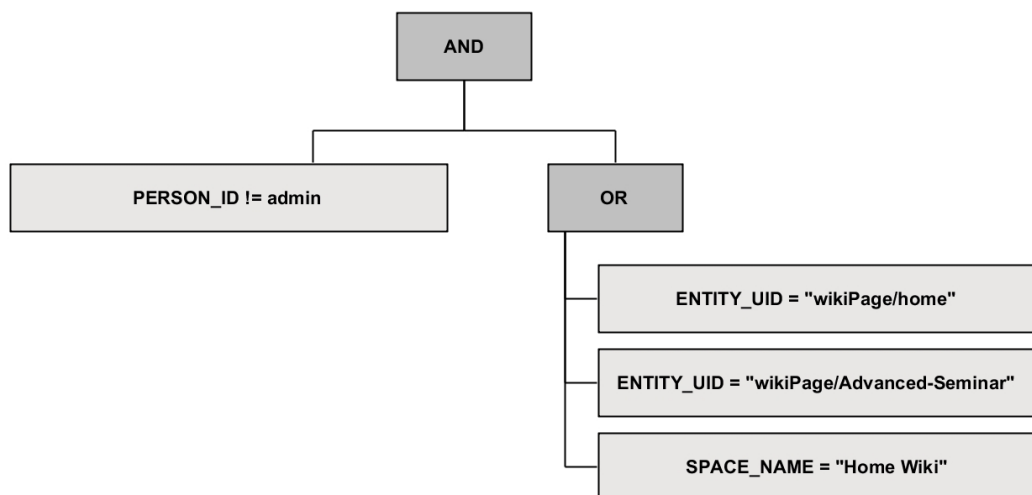 AND
PERSON_ID != admin
OR
ENTITY_UID = "wikiPage/home"
ENTITY_UID = "wikiPage/Advanced-Seminar"
SPACE_NAME = "Home Wiki"